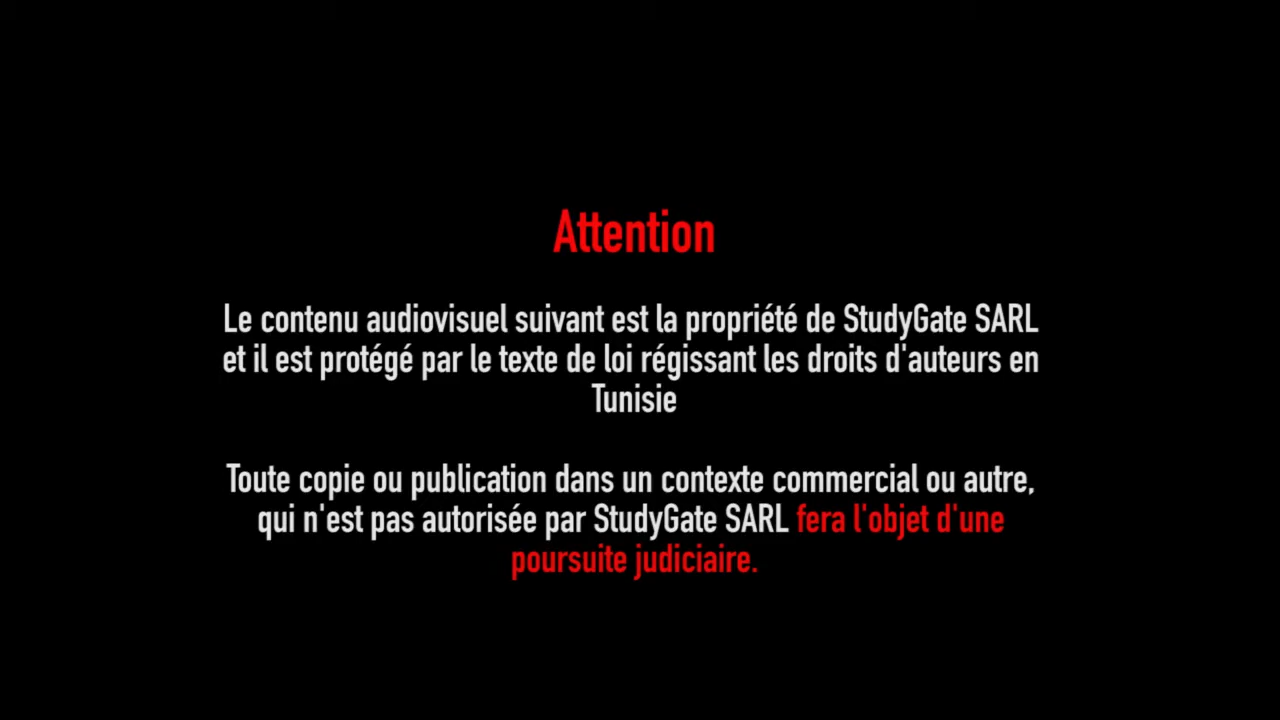 Attention
Le contenu audiovisuel suivant est la propriété de StudyGate SARL
et il est protégé par le texte de loi régissant les droits d'auteurs en
Tunisie
Toute copie ou publication dans un contexte commercial ou autre,
qui n'est pas autorisée par StudyGate SARL fera l'objet d'une
poursuite judiciaire.